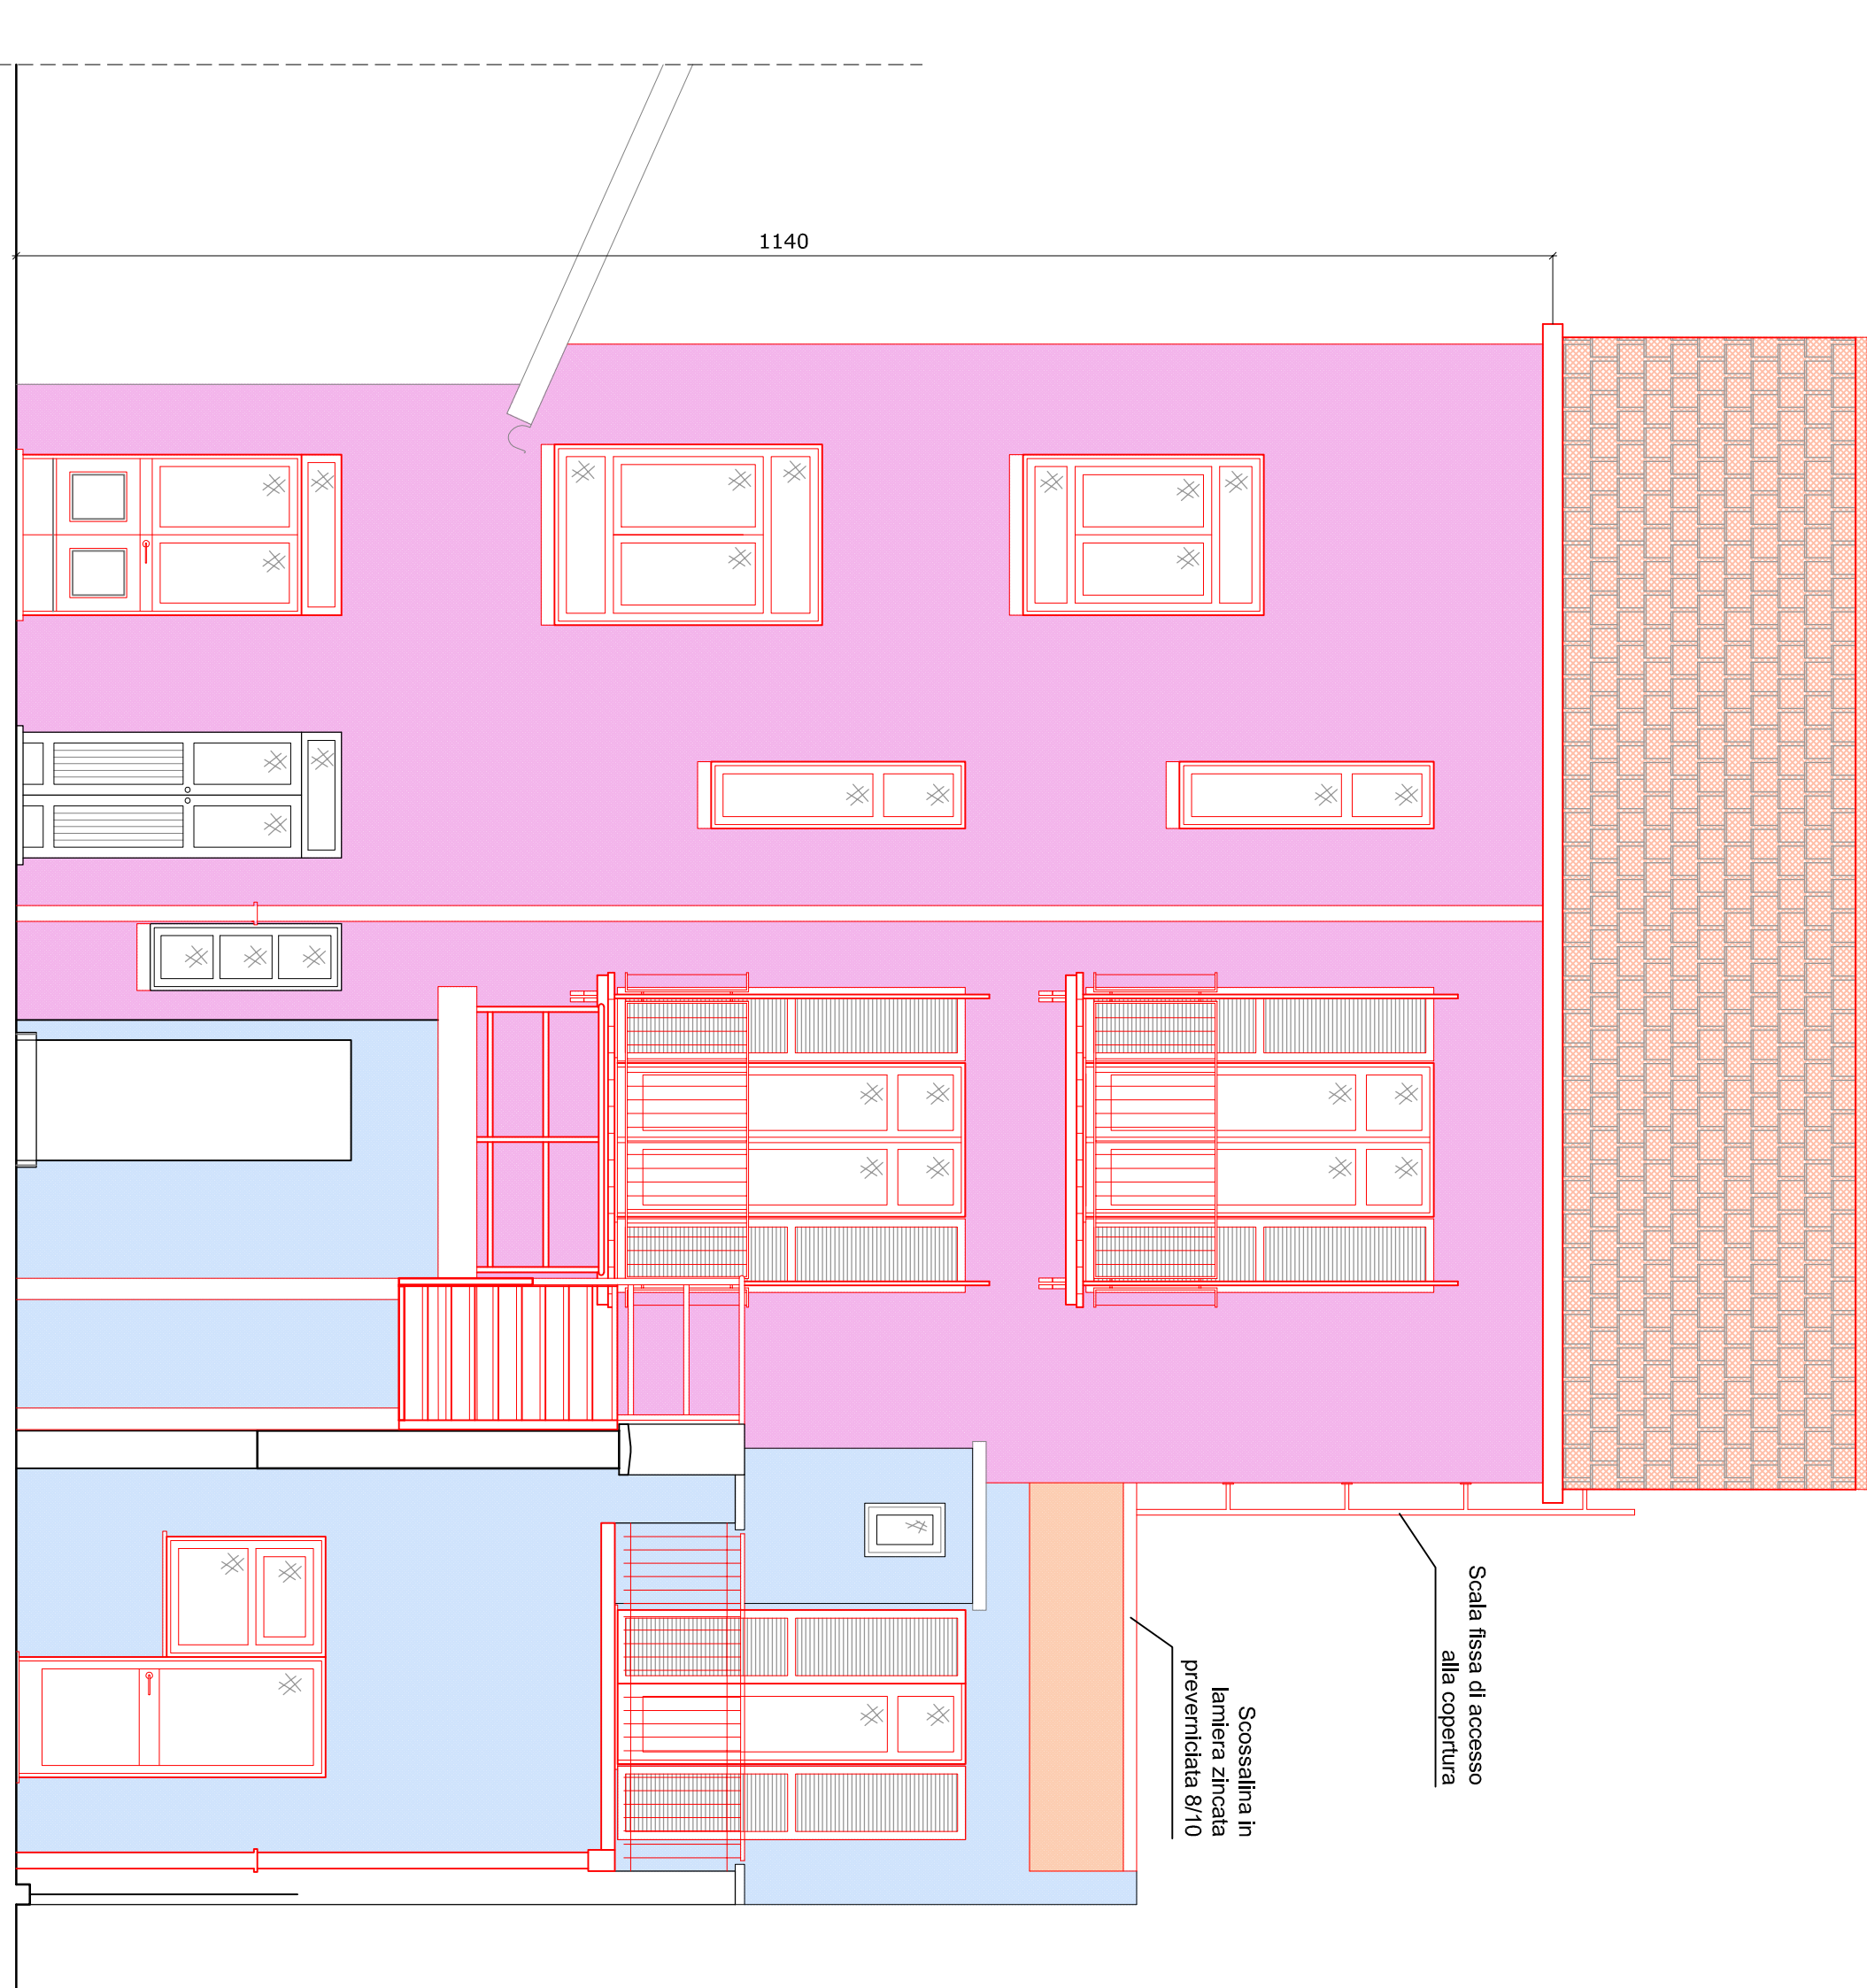 1140
Scala fissa di accesso
alla copertura
Scossalina in
lamiera zincata
preverniciata 8/10